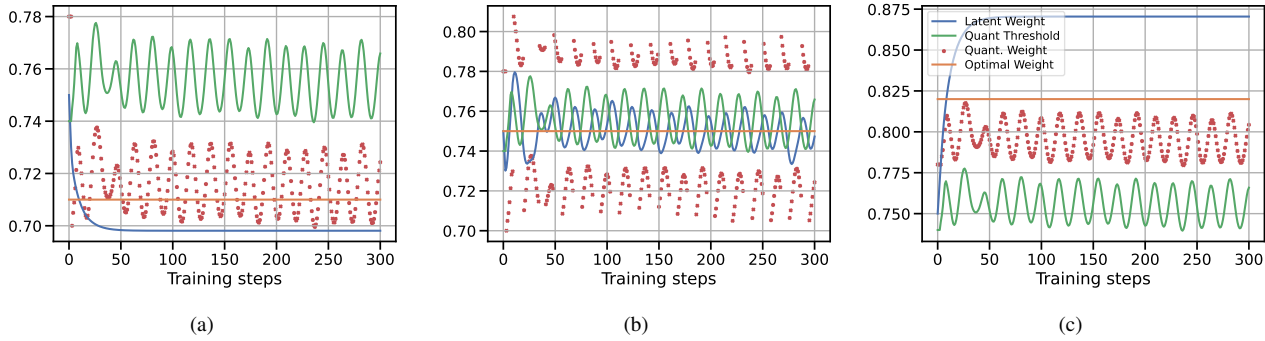 0.78
0.76
0.74
0.72
0.70
0 50 100 150 200 250 300
Training steps
(a)
0.80
0.78
0.76
0.74
0.72
0.70
0 50 100 150 200 250 300
Training steps
(b)
0.875
0.850
0.825
0.800
0.775
0.750
Latent Weight
Quant Threshold
Quant. Weight
Optimal Weight
0 50 100 150 200 250 300
Training steps
(c)